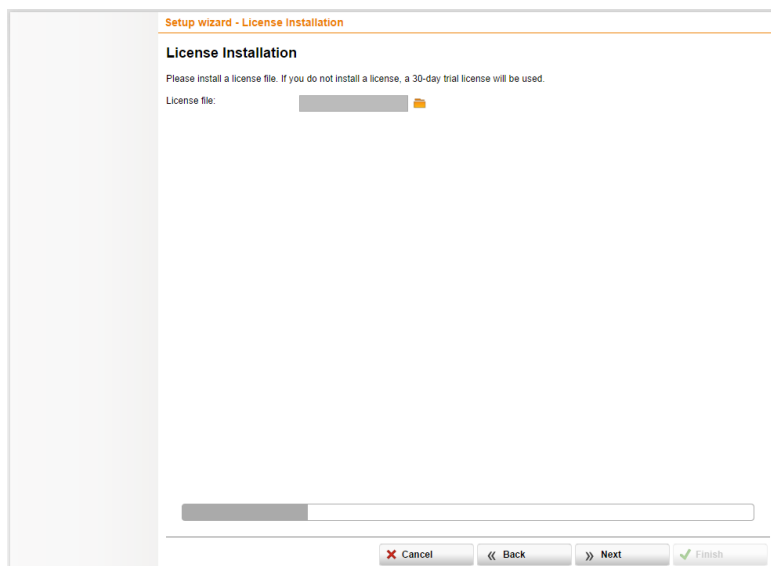 Setup wizard - License Installation
License Installation
Please install a license file. If you do not install a license, a 30-day trial license will be used.
License file:
Cancel
Back
Next
Finish